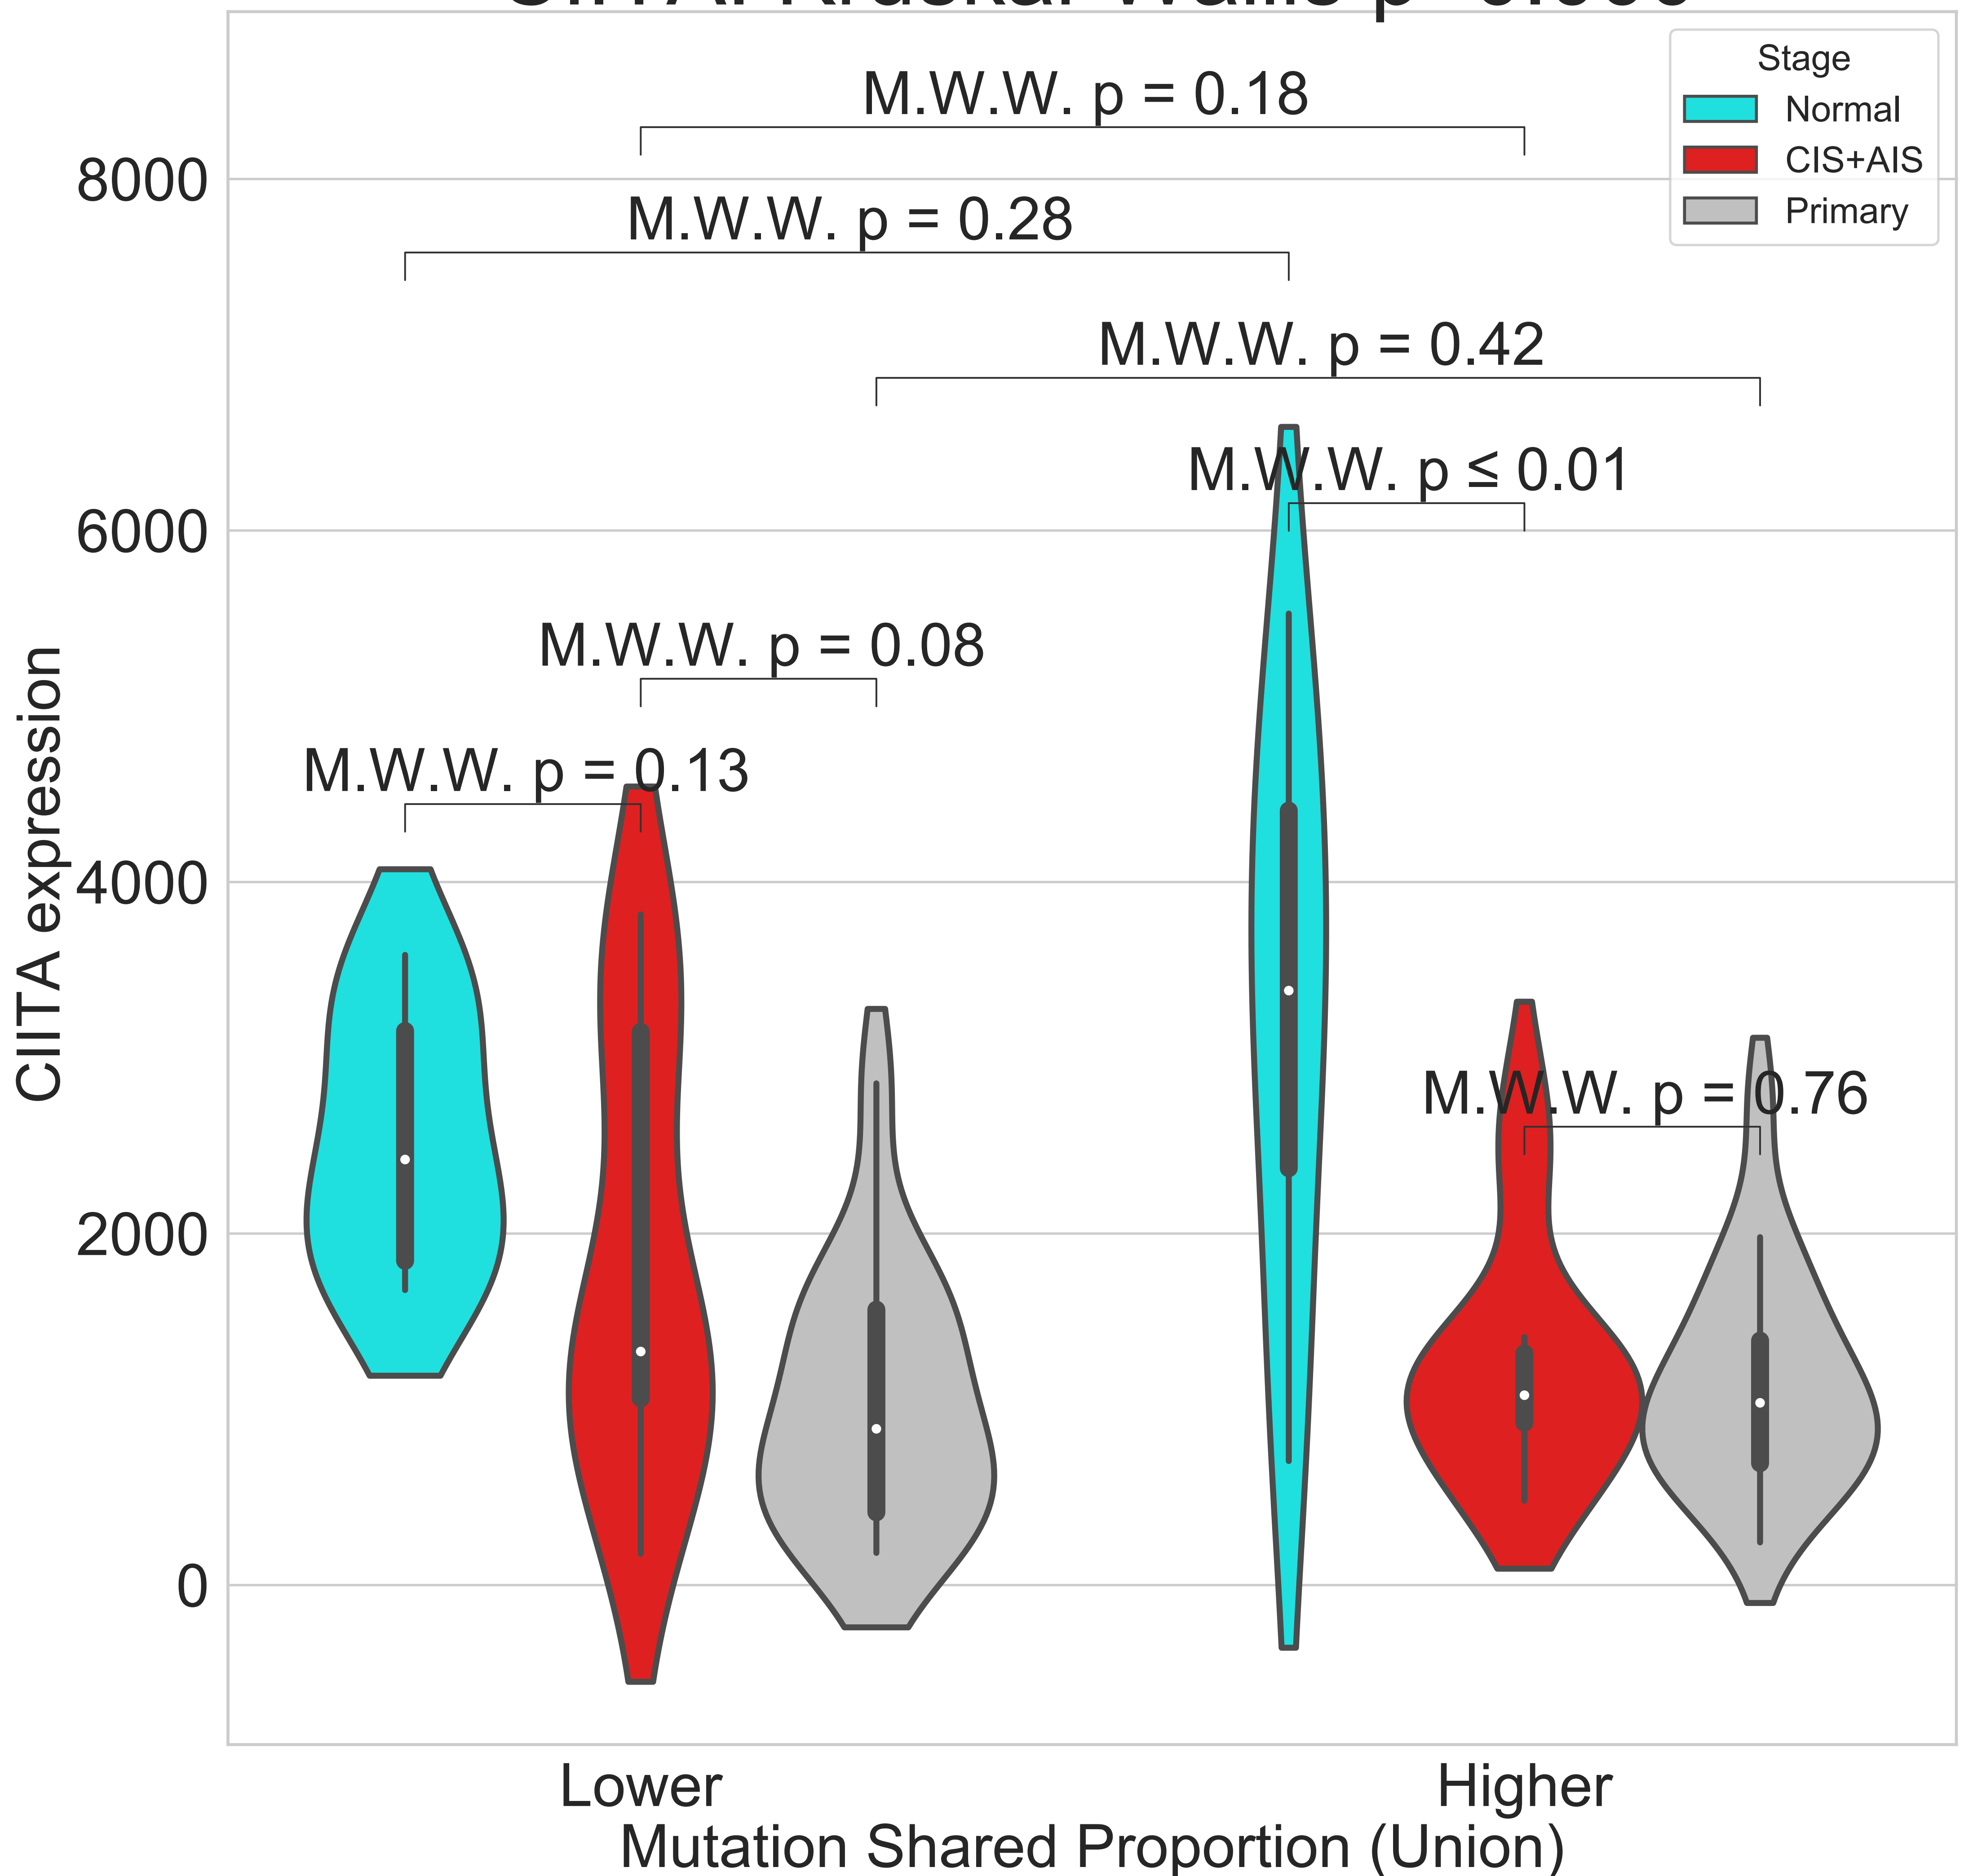 Stage
Normal
CIS+AIS
Primary
M.W.W. p = 0.18
M.W.W. p = 0.28
M.W.W. p = 0.42
M.W.W. p ≤ 0.01
M.W.W. p = 0.08
M.W.W. p = 0.13
M.W.W. p = 0.76
8000
6000
4000
2000
0
CIITA expression
Lower
Higher
Mutation Shared Proportion (Union)